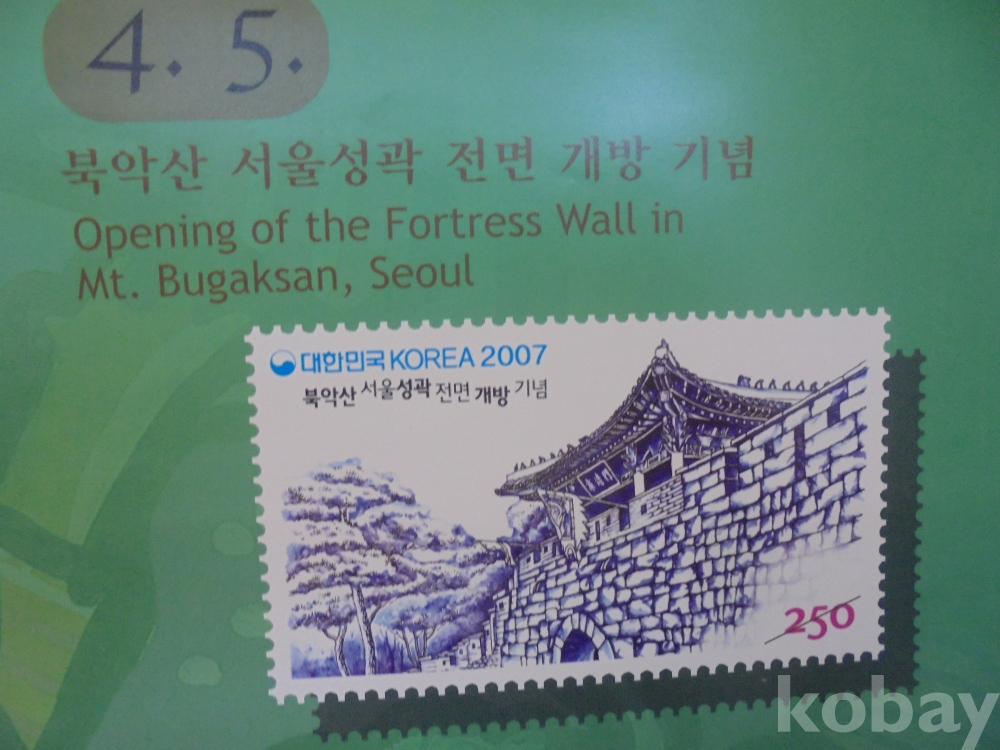 4. 5.
북악산 서울성곽 전면 개방 기념
Opening of the Fortress Wall in
Mt. Bugaksan, Seoul
대한민국 KOREA 2007
북악산 서울성곽 전면 개방 기념
250
kobay